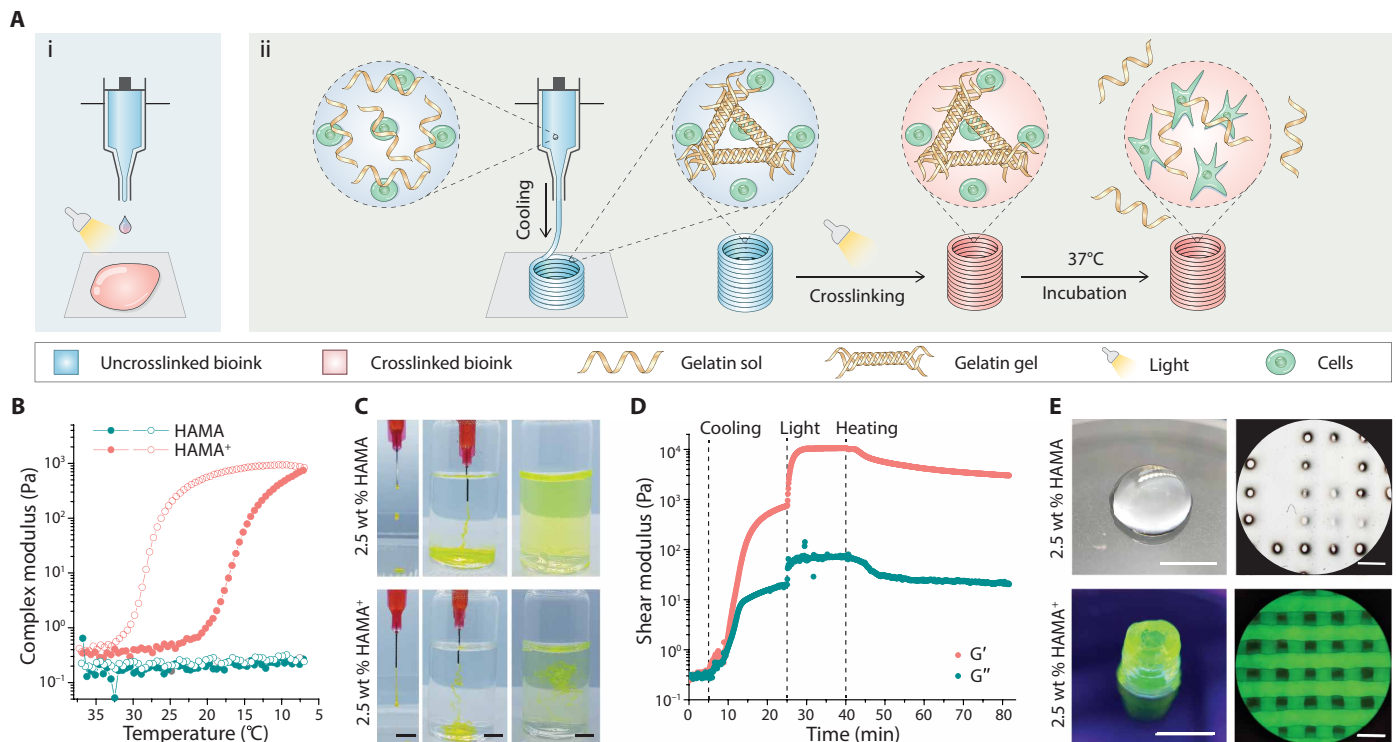 A
i
ii
Cooling
Crosslinking
37°C
Incubation
Uncrosslinked bioink
Crosslinked bioink
Gelatin sol
Gelatin gel
Light
Cells
B
HAMA
HAMA⁺
Complex modulus (Pa)
10³
10²
10¹
10⁰
10⁻¹
35 30 25 20 15 10 5
Temperature (°C)
C
2.5 wt % HAMA
2.5 wt % HAMA⁺
D
Cooling Light Heating
Shear modulus (Pa)
10⁴
10³
10²
10¹
10⁰
10⁻¹
G′
G″
0 10 20 30 40 50 60 70 80
Time (min)
E
2.5 wt % HAMA
2.5 wt % HAMA⁺